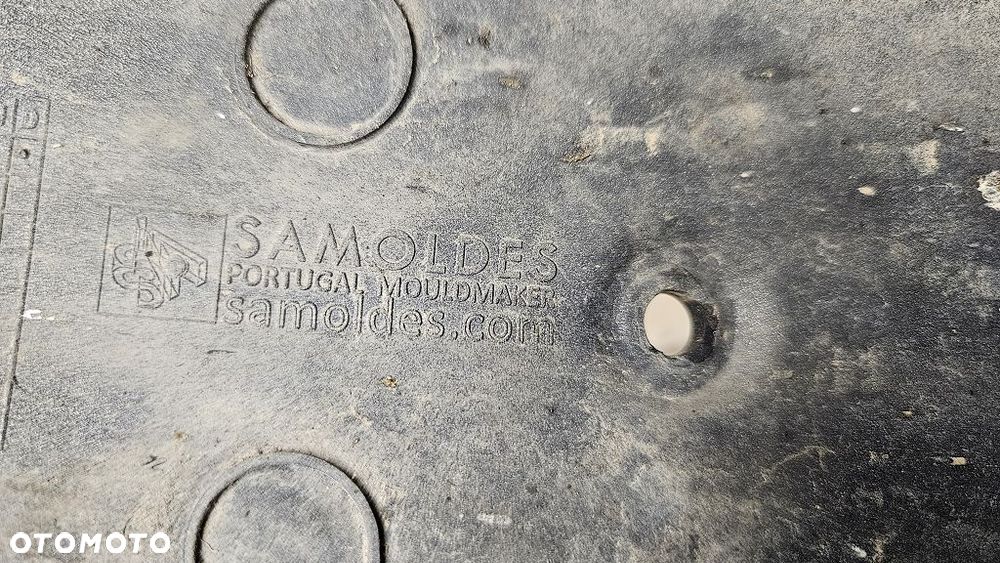 D
SAMOLDES
PORTUGAL MOULDMAKER
samoldes.com
OTOMOTO